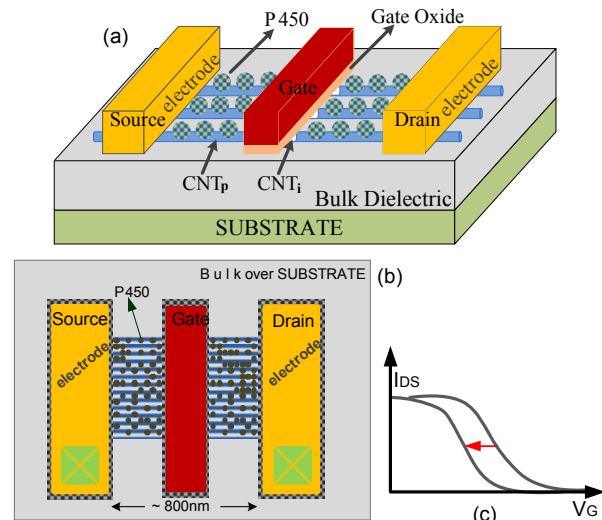 P450
Gate Oxide
(a)
electrode
Gate
electrode
Source
Drain
CNTp
CNTi
Bulk Dielectric
SUBSTRATE
B u l k over SUBSTRATE
(b)
P450
Source
Gate
Drain
electrode
electrode
~ 800nm
IDS
VG
(c)